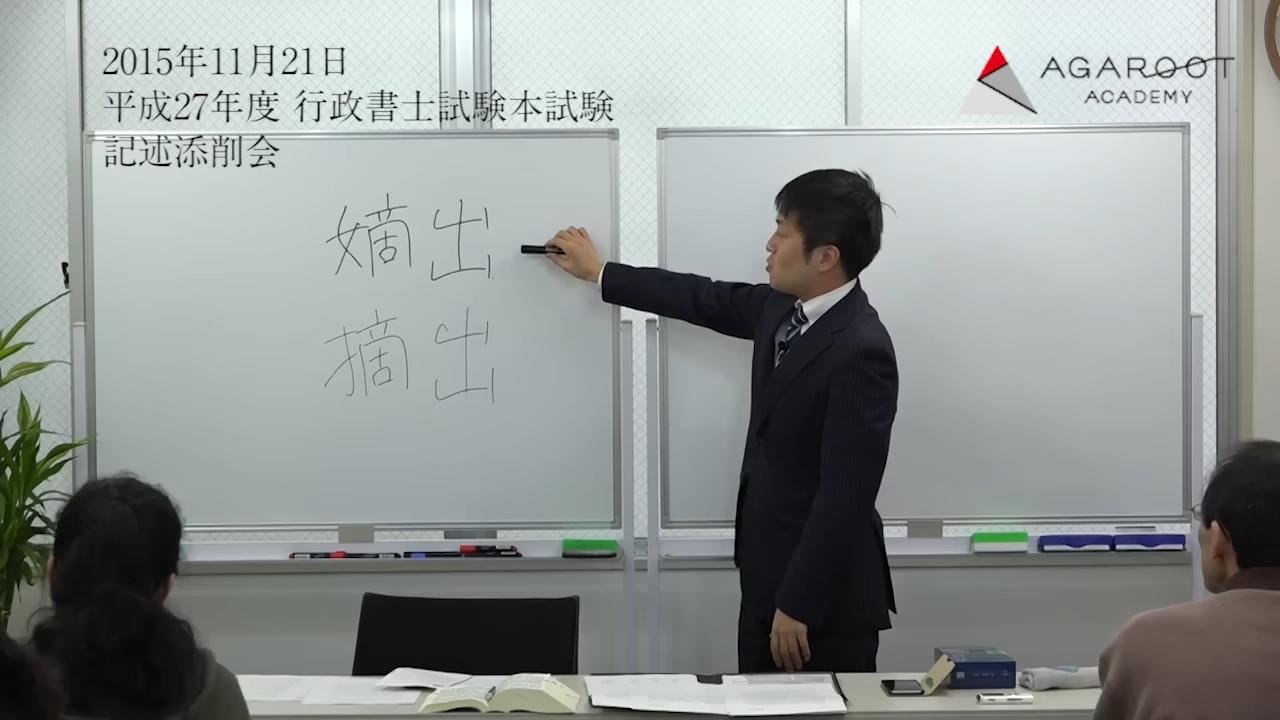 2015年11月21日
平成27年度 行政書士試験本試験
記述添削会
AGAROOT
ACADEMY
嫡出
摘出